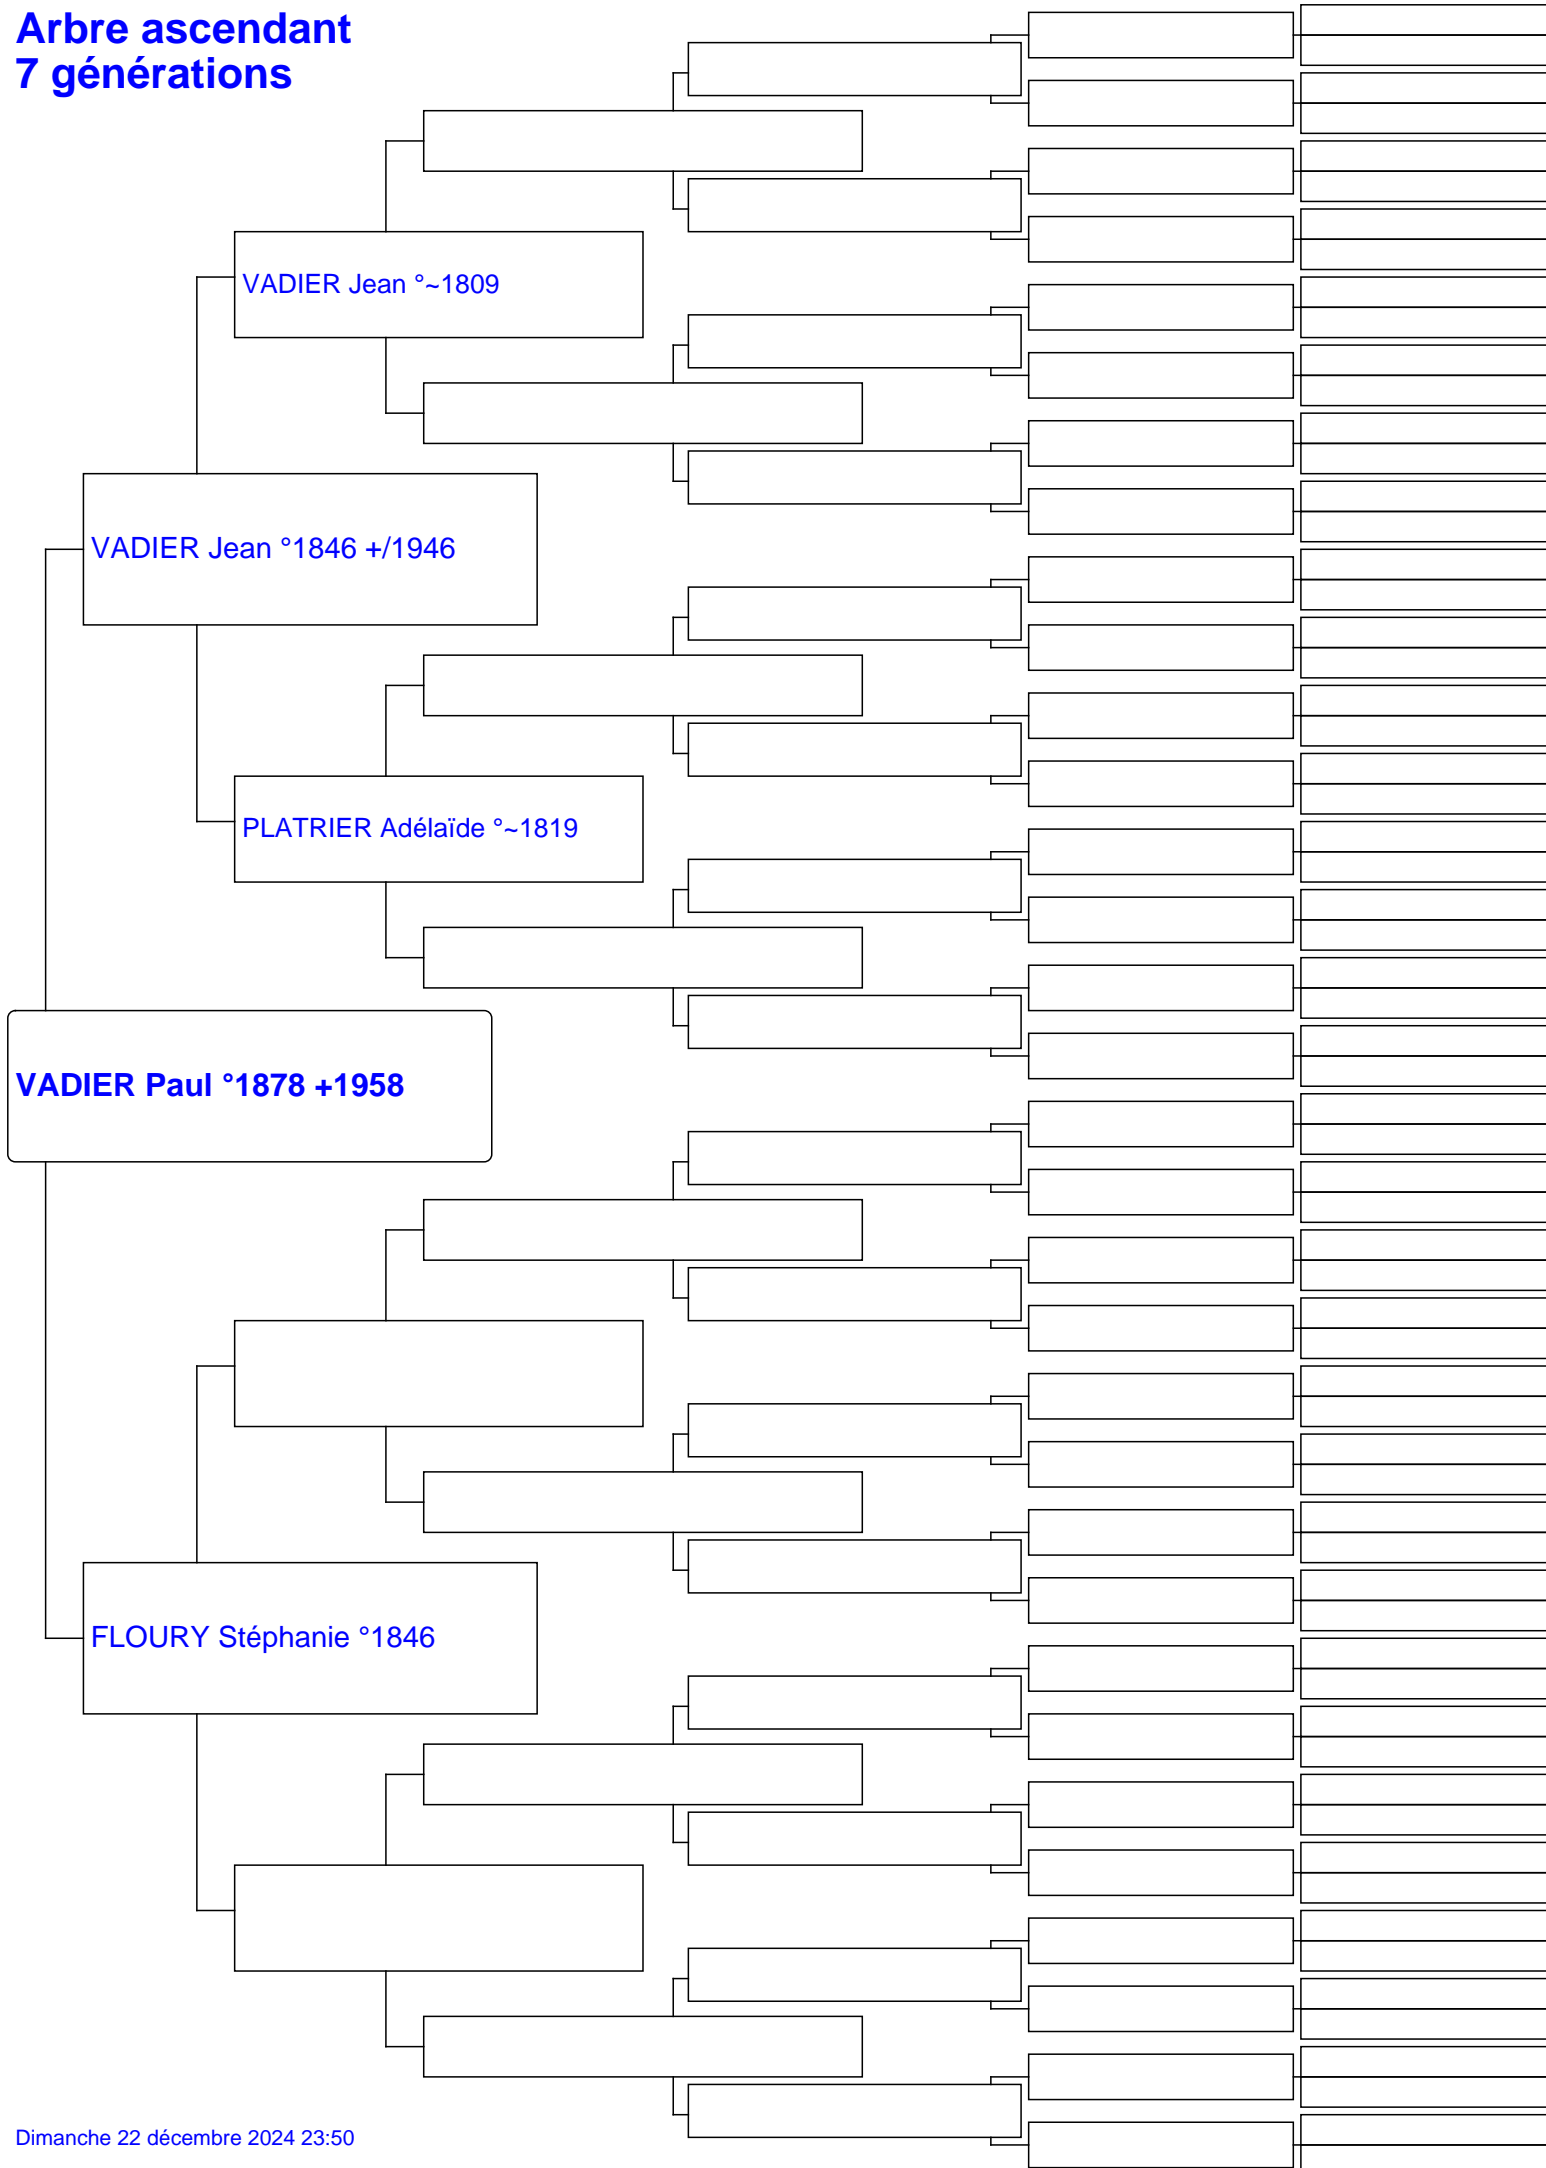 Arbre ascendant
7 générations
VADIER Jean °~1809
VADIER Jean °1846 +/1946
PLATRIER Adélaïde °~1819
VADIER Paul °1878 +1958
FLOURY Stéphanie °1846
Dimanche 22 décembre 2024 23:50